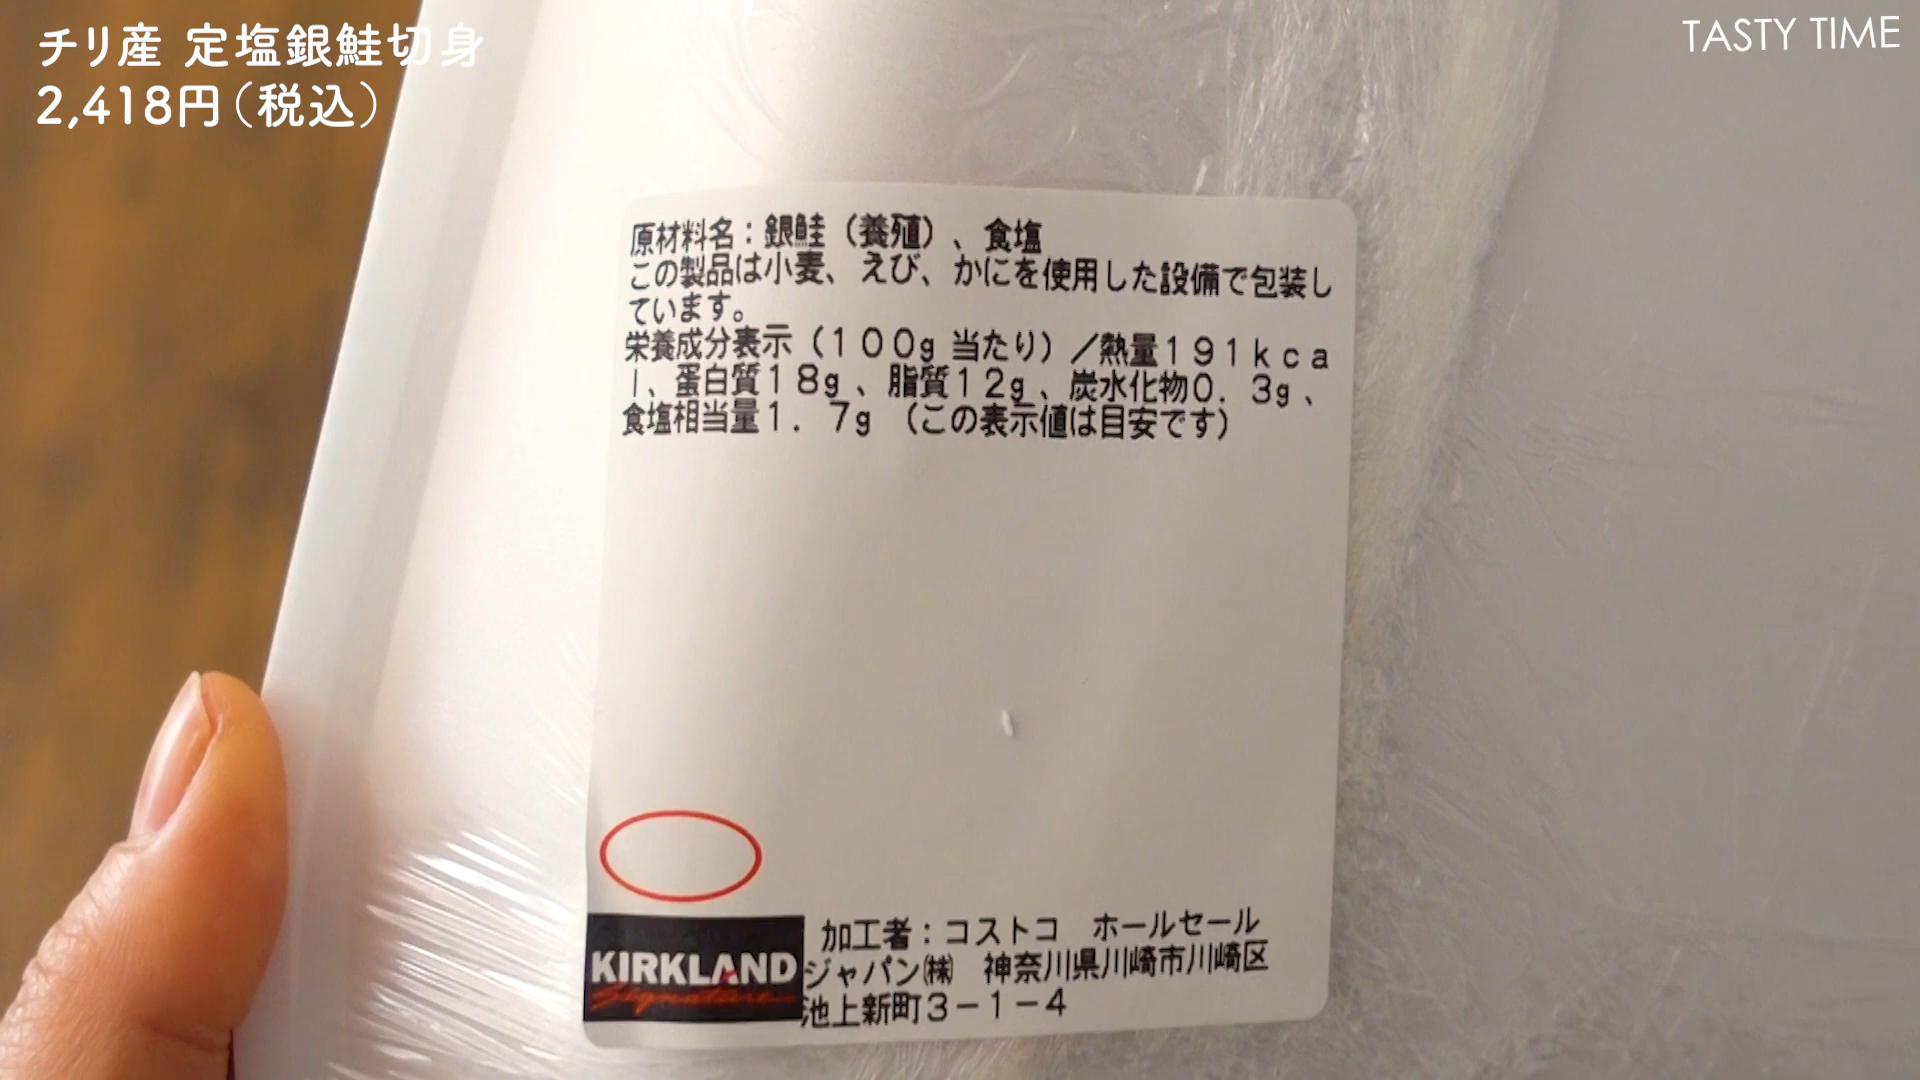 チリ産 定塩銀鮭切身
2,418円（税込）
TASTY TIME
原材料名：銀鮭（養殖）、食塩
この製品は小麦、えび、かにを使用した設備で包装し
ています。
栄養成分表示（１００g 当たり）／熱量１９１ｋｃａ
ｌ、蛋白質１８g 、脂質１２g 、炭水化物０．３g 、
食塩相当量１．７g （この表示値は目安です）
KIRKLAND
Signature
加工者：コストコ　ホールセール
ジャパン㈱　神奈川県川崎市川崎区
池上新町３－１－４